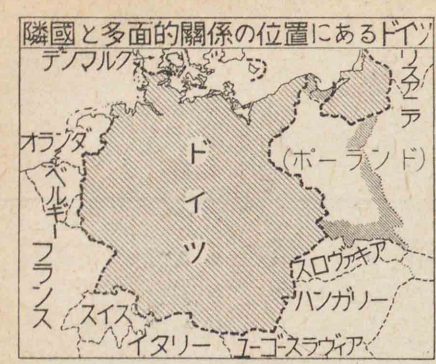 隣國と多面的關係の位置にあるドイツ
デンマルク
リスアニア
オランダ
ドイツ
(ポーランド)
ベルギー
フランス
スロヴァキア
スイス
ハンガリー
イタリー
ユーゴースラヴィア